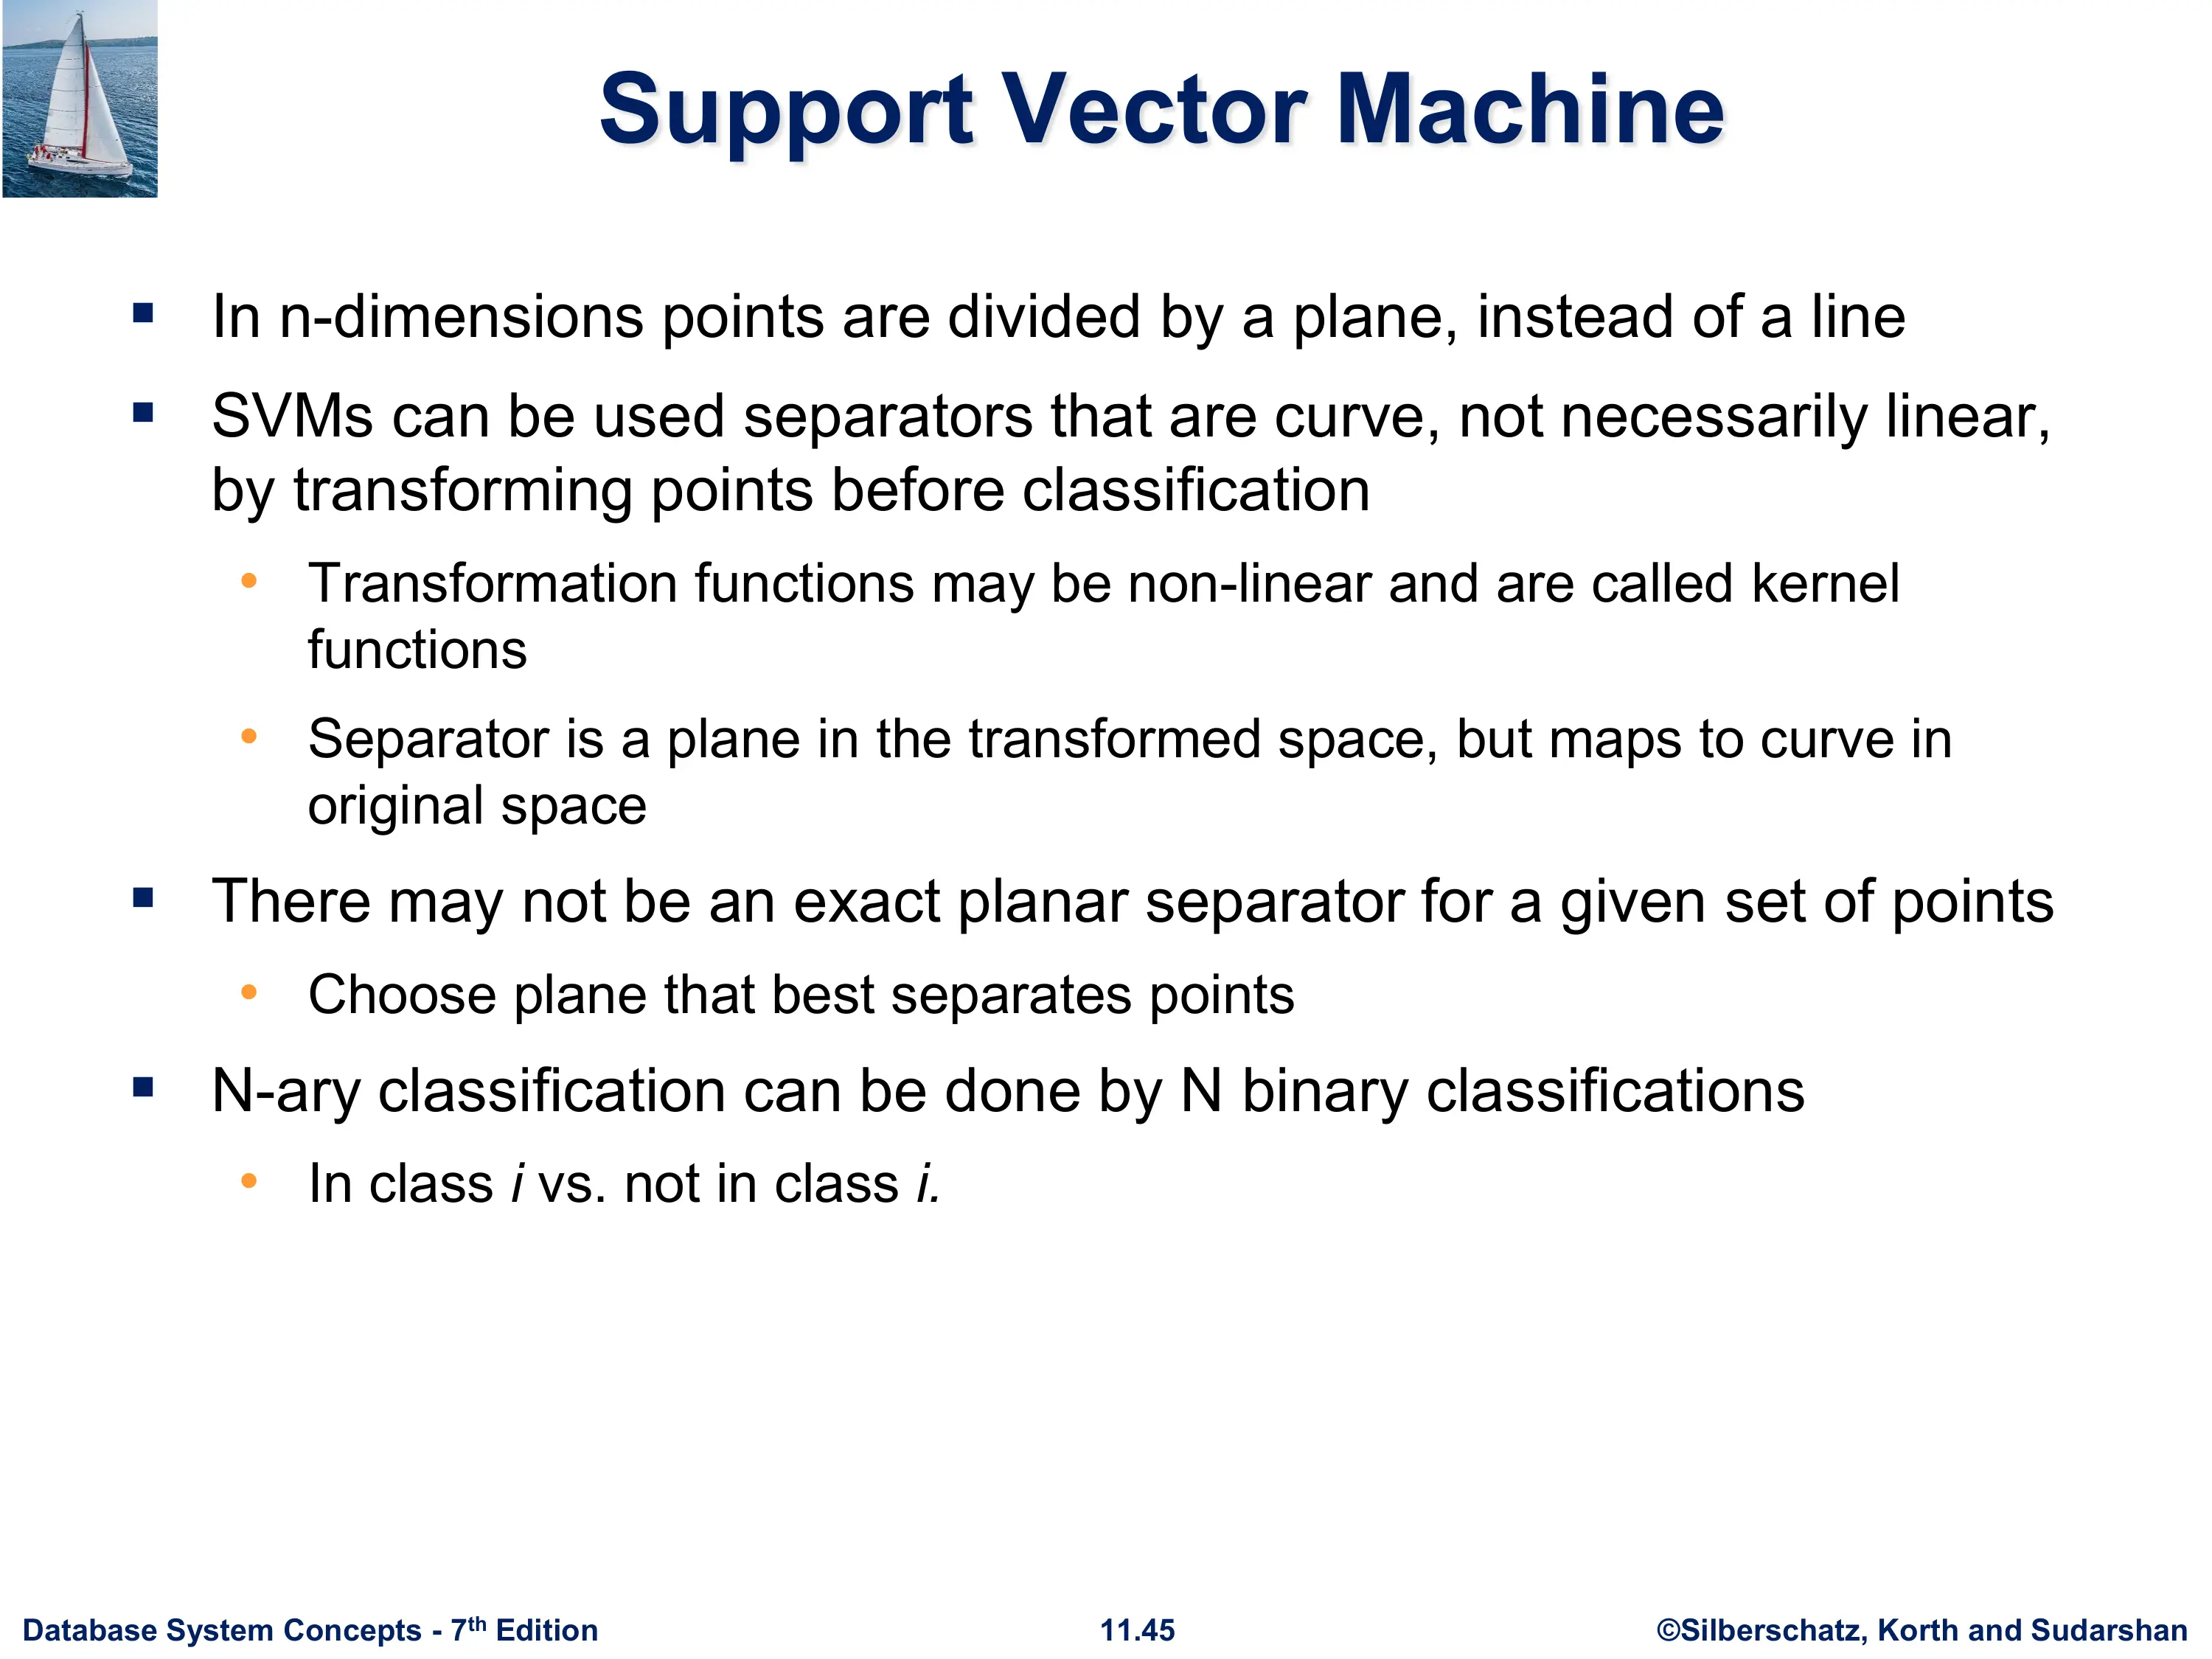 Support Vector Machine
▪ In n-dimensions points are divided by a plane, instead of a line
▪ SVMs can be used separators that are curve, not necessarily linear,
by transforming points before classification
• Transformation functions may be non-linear and are called kernel
functions
• Separator is a plane in the transformed space, but maps to curve in
original space
▪ There may not be an exact planar separator for a given set of points
• Choose plane that best separates points
▪ N-ary classification can be done by N binary classifications
• In class i vs. not in class i.
Database System Concepts - 7th Edition
11.45
©Silberschatz, Korth and Sudarshan